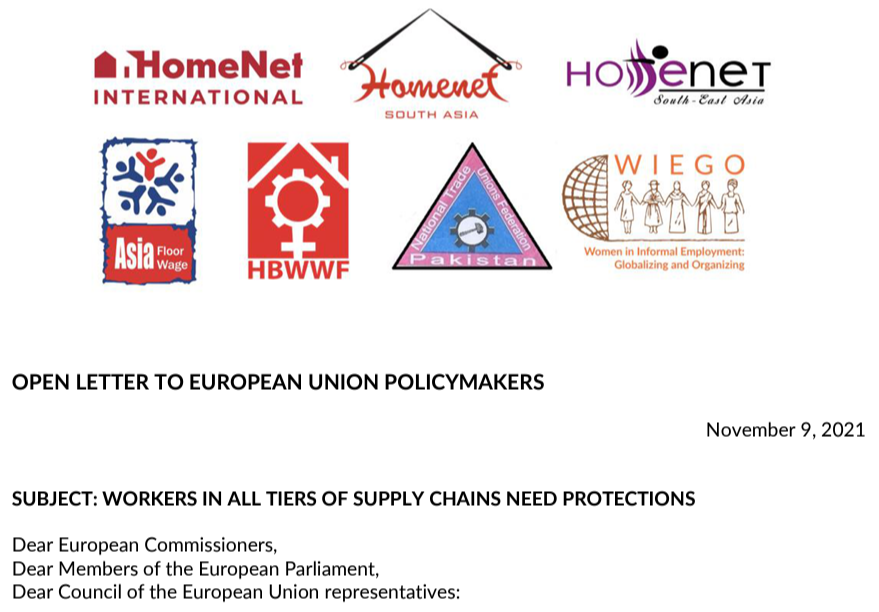 HomeNet
INTERNATIONAL
Homenet
SOUTH ASIA
HOMENET
South-East Asia
Asia Floor
Wage
HBWWF
National Trade
Unions Federation
Pakistan
WIEGO
Women in Informal Employment:
Globalizing and Organizing
OPEN LETTER TO EUROPEAN UNION POLICYMAKERS
November 9, 2021
SUBJECT: WORKERS IN ALL TIERS OF SUPPLY CHAINS NEED PROTECTIONS
Dear European Commissioners,
Dear Members of the European Parliament,
Dear Council of the European Union representatives: